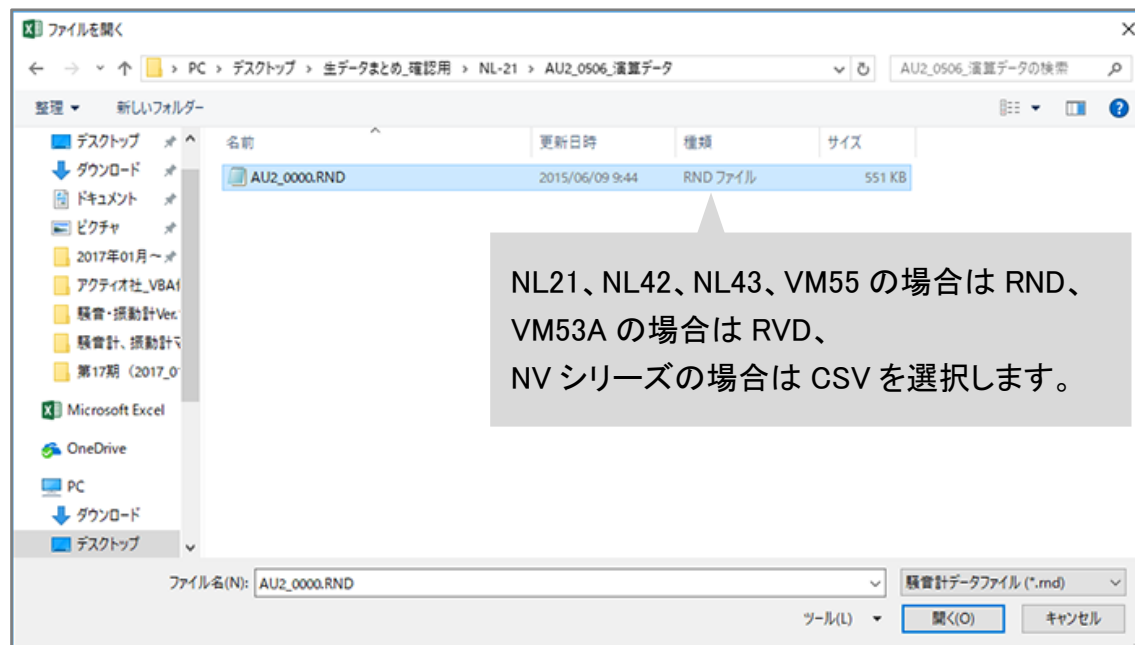 ファイルを開く
PC › デスクトップ › 生データまとめ_確認用 › NL-21 › AU2_0506_演算データ
AU2_0506_演算データの検索
整理 新しいフォルダー
名前 更新日時 種類 サイズ
AU2_0000.RND 2015/06/09 9:44 RND ファイル 551 KB
デスクトップ
ダウンロード
ドキュメント
ピクチャ
2017年01月～
アクティオ社_VBA
騒音・振動計Ver.
騒音計、振動計
第17期（2017_0
Microsoft Excel
OneDrive
PC
ダウンロード
デスクトップ
NL21、NL42、NL43、VM55 の場合は RND、
VM53A の場合は RVD、
NV シリーズの場合は CSV を選択します。
ファイル名(N): AU2_0000.RND
騒音計データファイル (*.rnd)
ツール(L) 開く(O) キャンセル